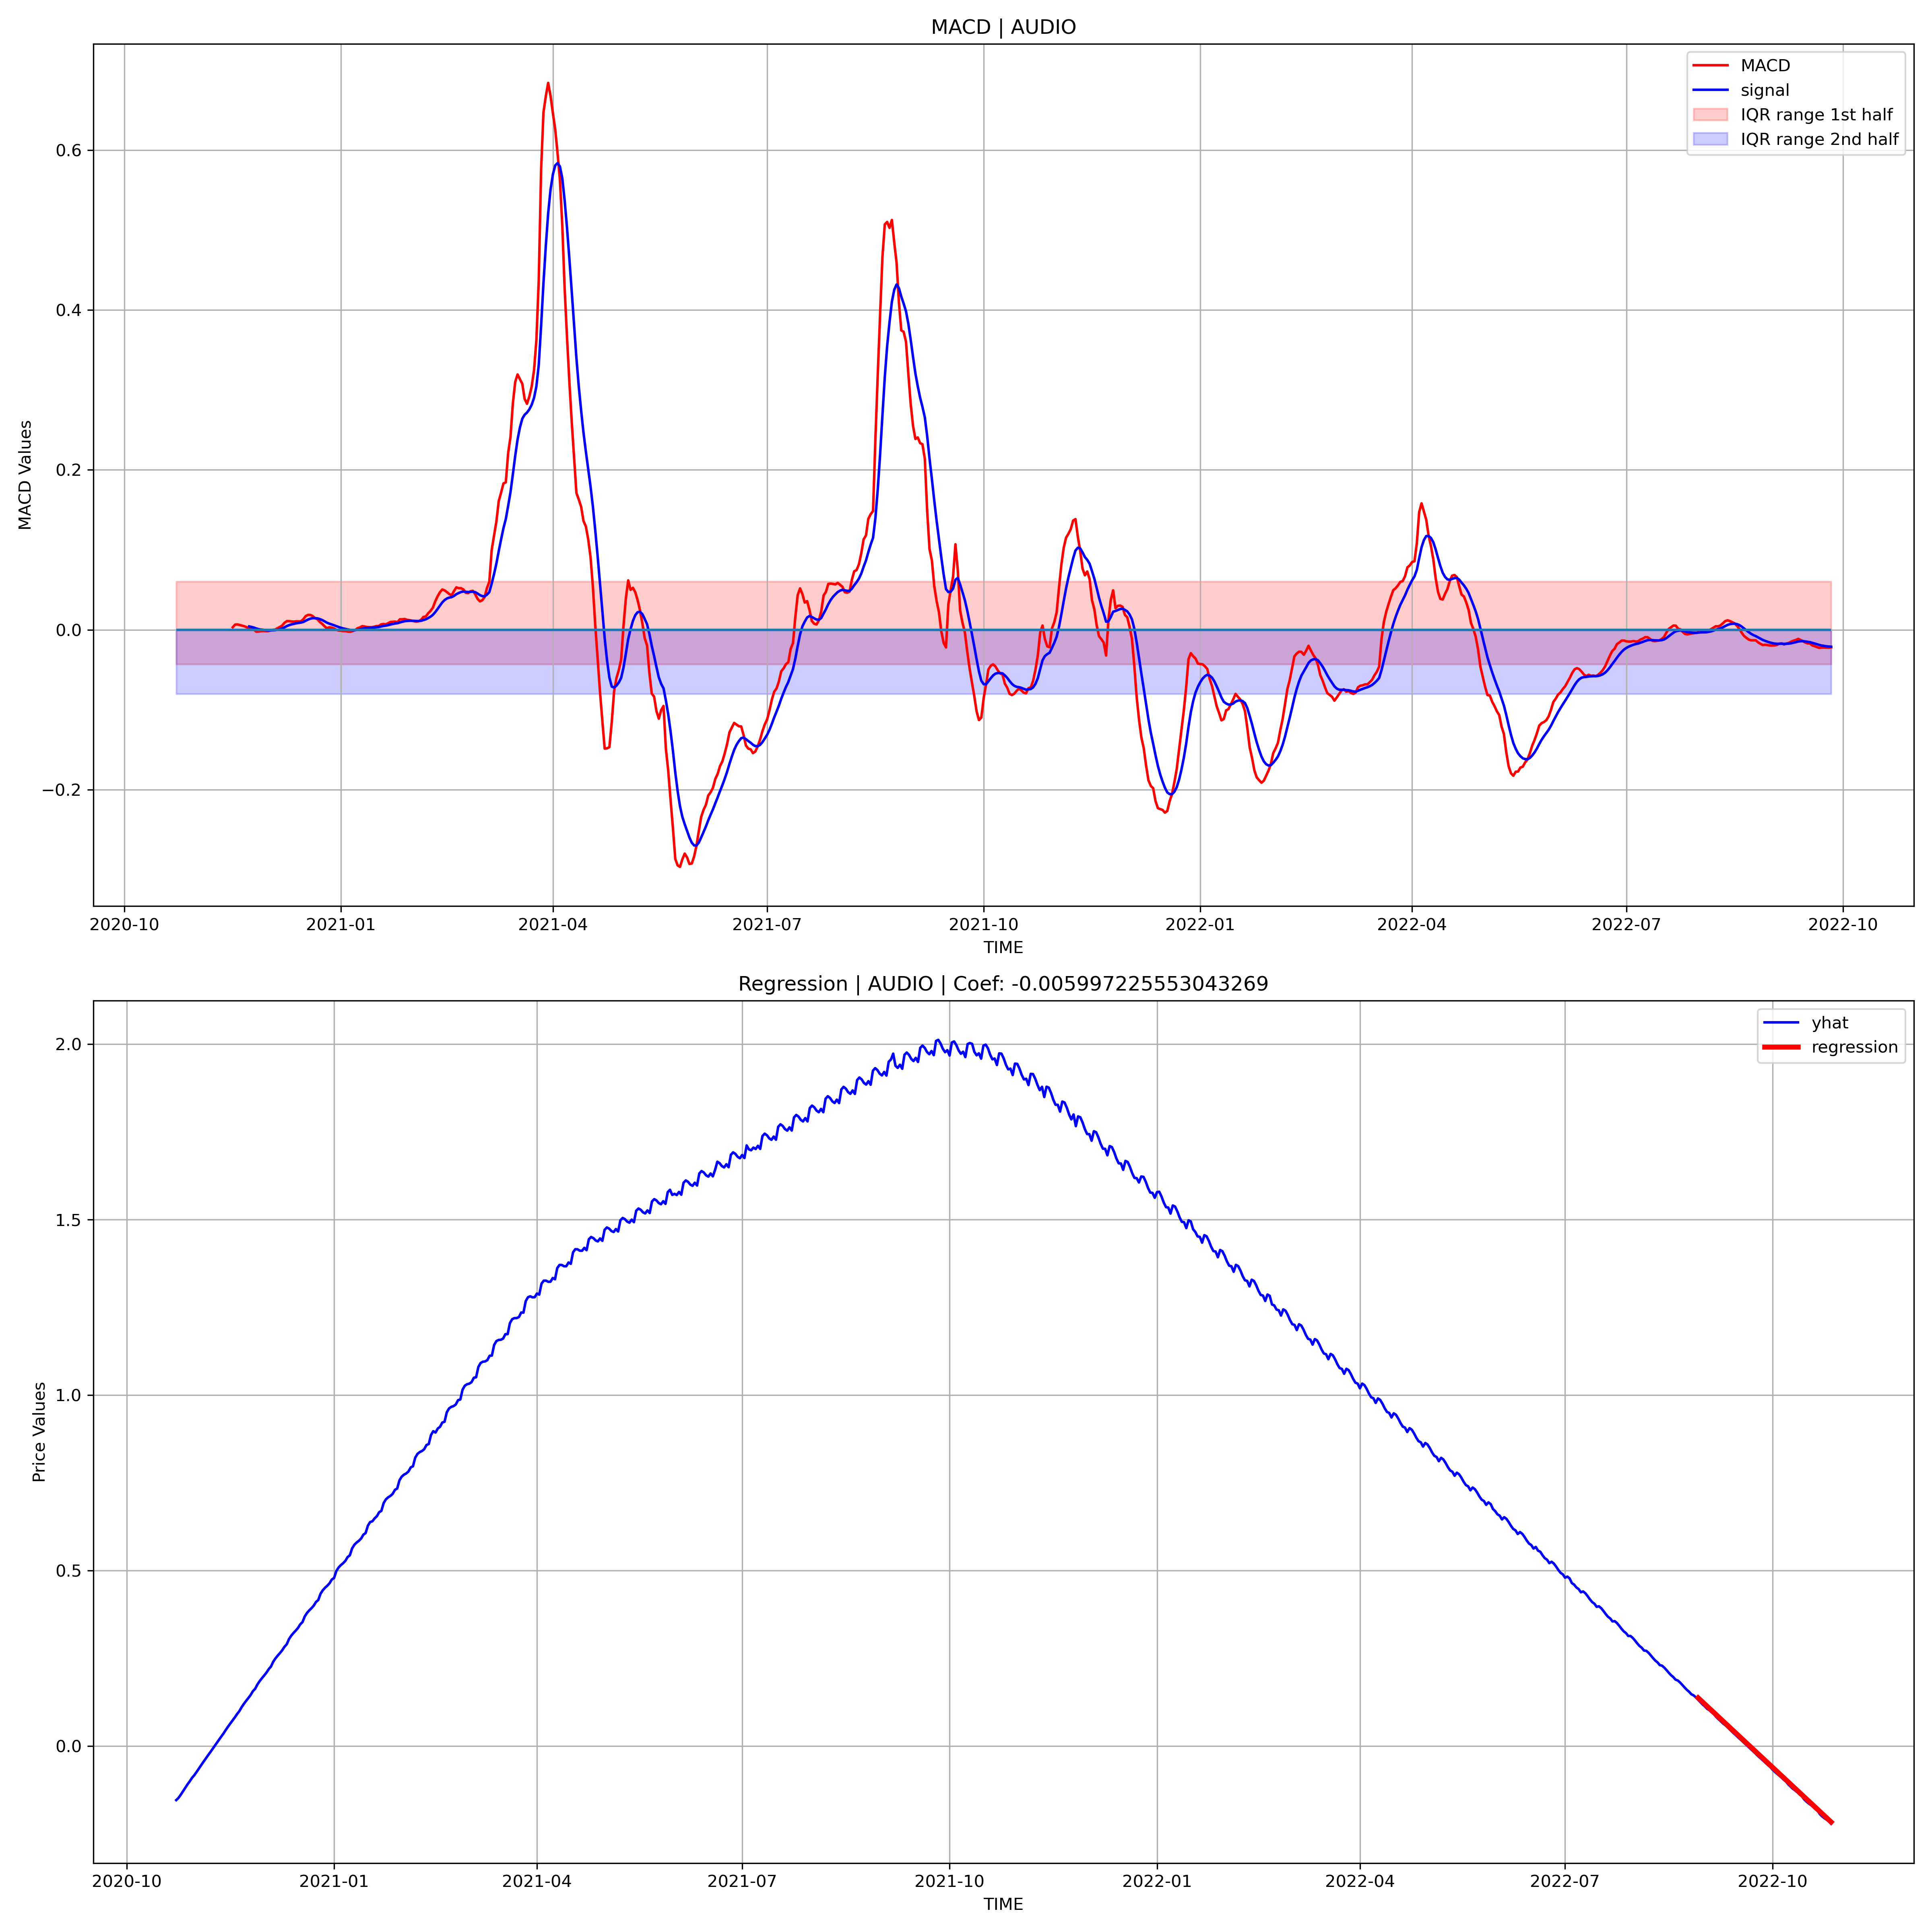 MACD | AUDIO
MACD
signal
IQR range 1st half
IQR range 2nd half
MACD Values
0.6
0.4
0.2
0.0
−0.2
2020-10 2021-01 2021-04 2021-07 2021-10 2022-01 2022-04 2022-07 2022-10
TIME
Regression | AUDIO | Coef: -0.005997225553043269
yhat
regression
Price Values
2.0
1.5
1.0
0.5
0.0
2020-10 2021-01 2021-04 2021-07 2021-10 2022-01 2022-04 2022-07 2022-10
TIME